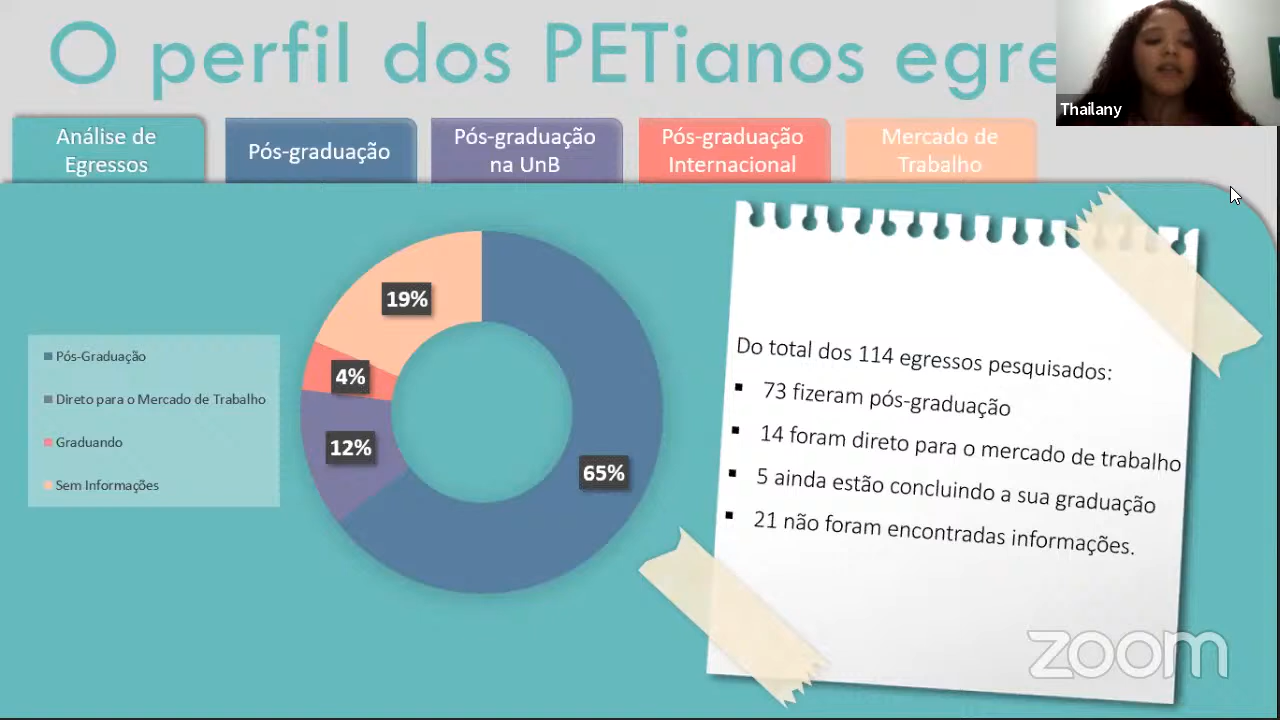 O perfil dos PETianos egre
Thailany
Análise de
Egressos
Pós-graduação
Pós-graduação
na UnB
Pós-graduação
Internacional
Mercado de
Trabalho
19%
4%
12%
65%
Pós-Graduação
Direto para o Mercado de Trabalho
Graduando
Sem Informações
Do total dos 114 egressos pesquisados:
▪ 73 fizeram pós-graduação
▪ 14 foram direto para o mercado de trabalho
▪ 5 ainda estão concluindo a sua graduação
▪ 21 não foram encontradas informações.
zoom